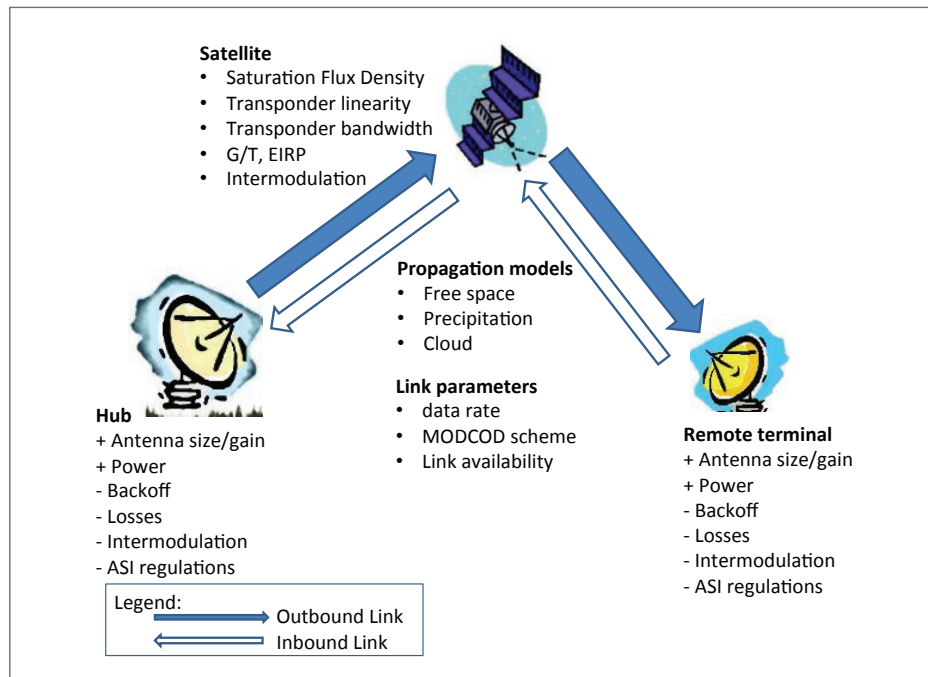 Satellite
• Saturation Flux Density
• Transponder linearity
• Transponder bandwidth
• G/T, EIRP
• Intermodulation
Propagation models
• Free space
• Precipitation
• Cloud
Link parameters
• data rate
• MODCOD scheme
• Link availability
Hub
+ Antenna size/gain
+ Power
- Backoff
- Losses
- Intermodulation
- ASI regulations
Remote terminal
+ Antenna size/gain
+ Power
- Backoff
- Losses
- Intermodulation
- ASI regulations
Legend:
Outbound Link
Inbound Link